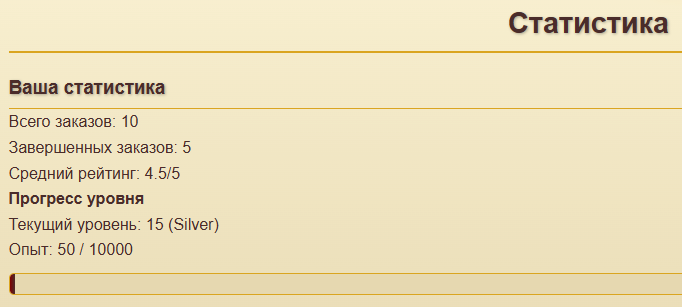 Статистика
Ваша статистика
Всего заказов: 10
Завершенных заказов: 5
Средний рейтинг: 4.5/5
Прогресс уровня
Текущий уровень: 15 (Silver)
Опыт: 50 / 10000